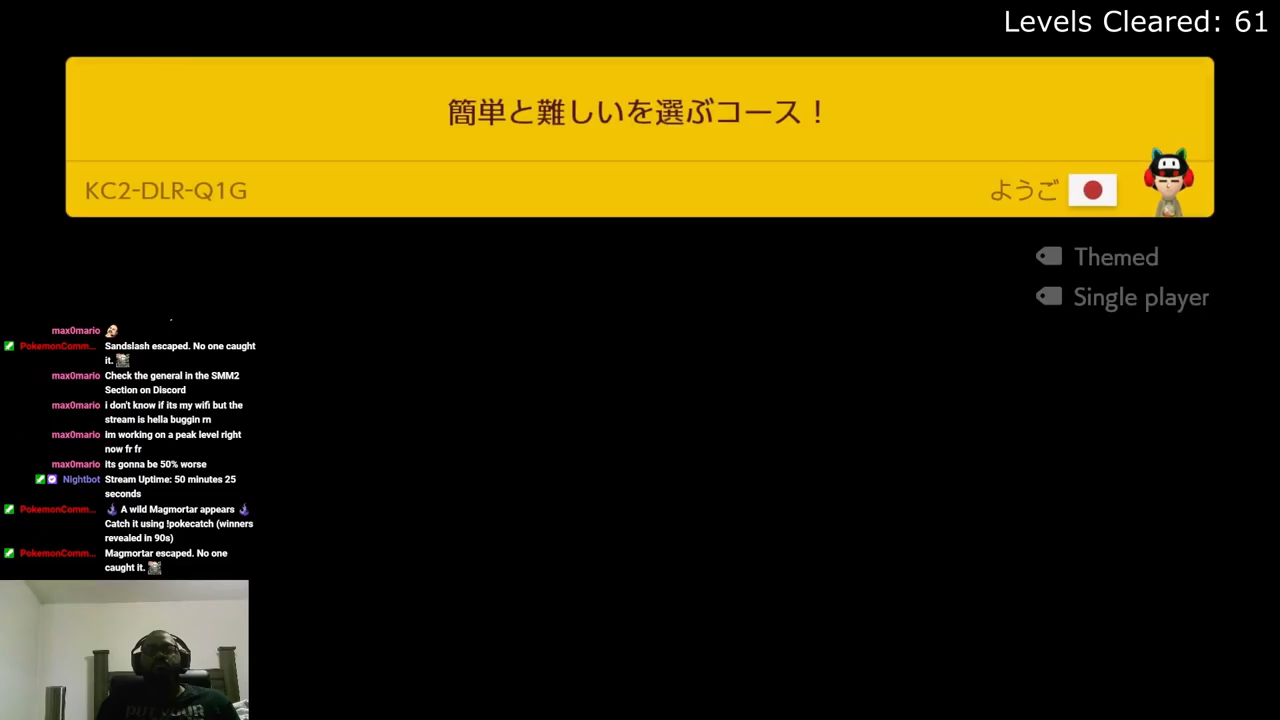 Levels Cleared: 61
簡単と難しいを選ぶコース！
KC2-DLR-Q1G
ようご
Themed
Single player
max0mario
PokemonComm... Sandslash escaped. No one caught
it.
max0mario Check the general in the SMM2
Section on Discord
max0mario i don't know if its my wifi but the
stream is hella buggin rn
max0mario im working on a peak level right
now fr fr
max0mario its gonna be 50% worse
Nightbot Stream Uptime: 50 minutes 25
seconds
PokemonComm... A wild Magmortar appears
Catch it using !pokecatch (winners
revealed in 90s)
PokemonComm... Magmortar escaped. No one
caught it.
PUT YOUR